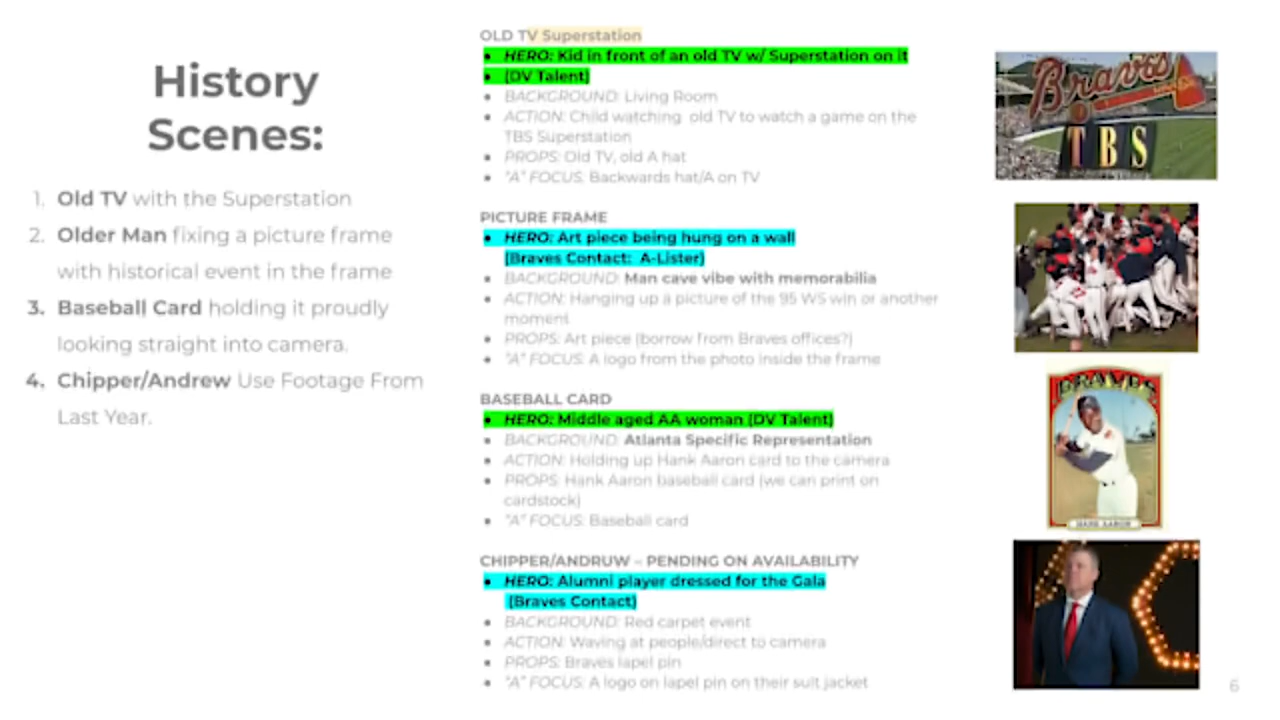 History
Scenes:
1. Old TV with the Superstation
2. Older Man fixing a picture frame
with historical event in the frame
3. Baseball Card holding it proudly
looking straight into camera.
4. Chipper/Andrew Use Footage From
Last Year.
OLD TV Superstation
• HERO: Kid in front of an old TV w/ Superstation on it
• (DV Talent)
• BACKGROUND: Living Room
• ACTION: Child watching old TV to watch a game on the
TBS Superstation
• PROPS: Old TV, old A hat
• "A" FOCUS: Backwards hat/A on TV
PICTURE FRAME
• HERO: Art piece being hung on a wall
(Braves Contact: A-Lister)
• BACKGROUND: Man cave vibe with memorabilia
• ACTION: Hanging up a picture of the 95 WS win or another
moment
• PROPS: Art piece (borrow from Braves offices?)
• "A" FOCUS: A logo from the photo inside the frame
BASEBALL CARD
• HERO: Middle aged AA woman (DV Talent)
• BACKGROUND: Atlanta Specific Representation
• ACTION: Holding up Hank Aaron card to the camera
• PROPS: Hank Aaron baseball card (we can print on
cardstock)
• "A" FOCUS: Baseball card
CHIPPER/ANDRUW – PENDING ON AVAILABILITY
• HERO: Alumni player dressed for the Gala
(Braves Contact)
• BACKGROUND: Red carpet event
• ACTION: Waving at people/direct to camera
• PROPS: Braves lapel pin
• "A" FOCUS: A logo on lapel pin on their suit jacket
Braves
TBS
BRAVES
HANK AARON
6